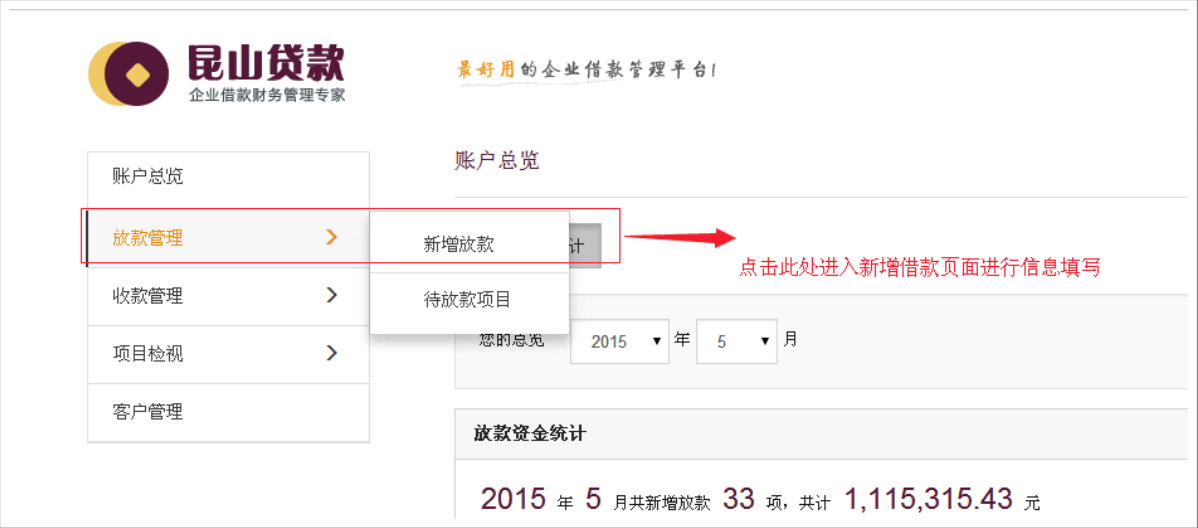 昆山贷款
企业借款财务管理专家
最好用的企业借款管理平台!
账户总览
放款管理
收款管理
项目检视
客户管理
新增放款
待放款项目
账户总览
计
点击此处进入新增借款页面进行信息填写
您的总览 2015 年 5 月
放款资金统计
2015 年 5 月共新增放款 33 项，共计 1,115,315.43 元